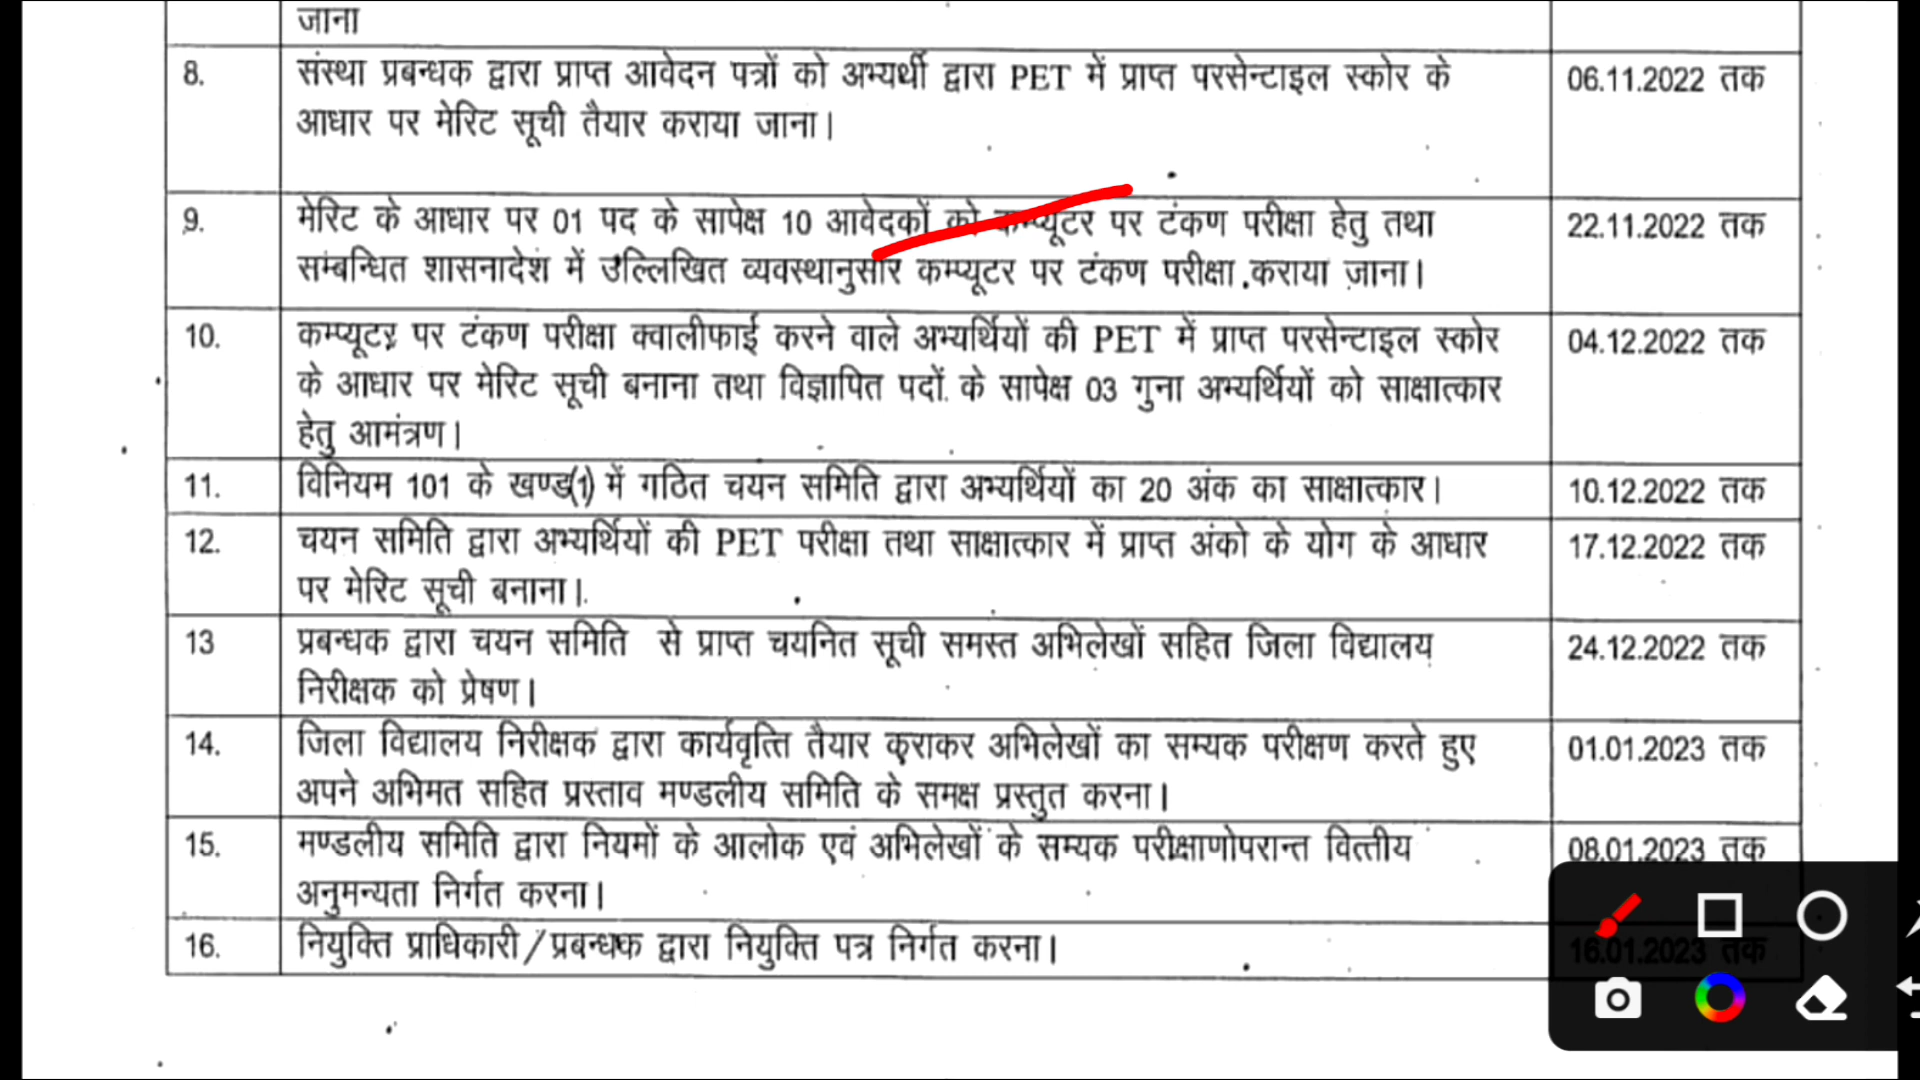 जाना
8. संस्था प्रबन्धक द्वारा प्राप्त आवेदन पत्रों को अभ्यर्थी द्वारा PET में प्राप्त परसेन्टाइल स्कोर के 06.11.2022 तक
आधार पर मेरिट सूची तैयार कराया जाना।
9. मेरिट के आधार पर 01 पद के सापेक्ष 10 आवेदकों को कम्प्यूटर पर टंकण परीक्षा हेतु तथा 22.11.2022 तक
सम्बन्धित शासनादेश में उल्लिखित व्यवस्थानुसार कम्प्यूटर पर टंकण परीक्षा कराया जाना।
10. कम्प्यूटर पर टंकण परीक्षा क्वालीफाई करने वाले अभ्यर्थियों की PET में प्राप्त परसेन्टाइल स्कोर 04.12.2022 तक
के आधार पर मेरिट सूची बनाना तथा विज्ञापित पदों के सापेक्ष 03 गुना अभ्यर्थियों को साक्षात्कार
हेतु आमंत्रण।
11. विनियम 101 के खण्ड(1) में गठित चयन समिति द्वारा अभ्यर्थियों का 20 अंक का साक्षात्कार। 10.12.2022 तक
12. चयन समिति द्वारा अभ्यर्थियों की PET परीक्षा तथा साक्षात्कार में प्राप्त अंको के योग के आधार 17.12.2022 तक
पर मेरिट सूची बनाना।
13 प्रबन्धक द्वारा चयन समिति से प्राप्त चयनित सूची समस्त अभिलेखों सहित जिला विद्यालय 24.12.2022 तक
निरीक्षक को प्रेषण।
14. जिला विद्यालय निरीक्षक द्वारा कार्यवृत्ति तैयार कराकर अभिलेखों का सम्यक परीक्षण करते हुए 01.01.2023 तक
अपने अभिमत सहित प्रस्ताव मण्डलीय समिति के समक्ष प्रस्तुत करना।
15. मण्डलीय समिति द्वारा नियमों के आलोक एवं अभिलेखों के सम्यक परीक्षाणोपरान्त वित्तीय 08.01.2023 तक
अनुमन्यता निर्गत करना।
16. नियुक्ति प्राधिकारी/प्रबन्धक द्वारा नियुक्ति पत्र निर्गत करना। 16.01.2023 तक